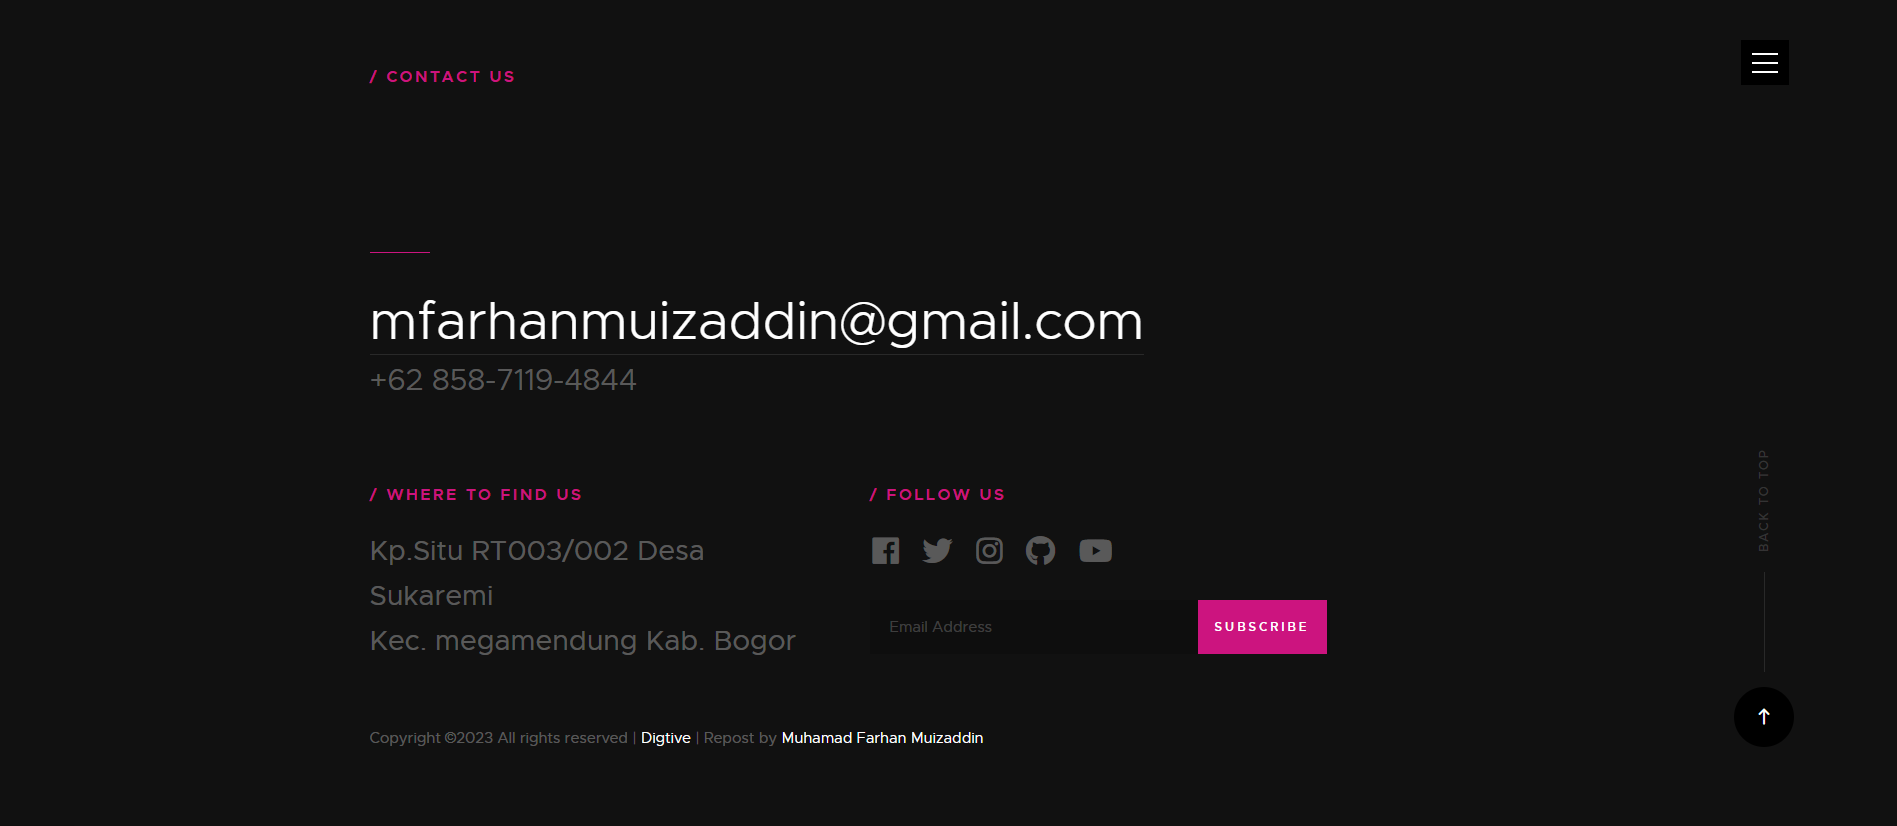 / CONTACT US
mfarhanmuizaddin@gmail.com
+62 858-7119-4844
/ WHERE TO FIND US
Kp.Situ RT003/002 Desa
Sukaremi
Kec. megamendung Kab. Bogor
/ FOLLOW US
Email Address
SUBSCRIBE
BACK TO TOP
Copyright ©2023 All rights reserved | Digtive | Repost by Muhamad Farhan Muizaddin